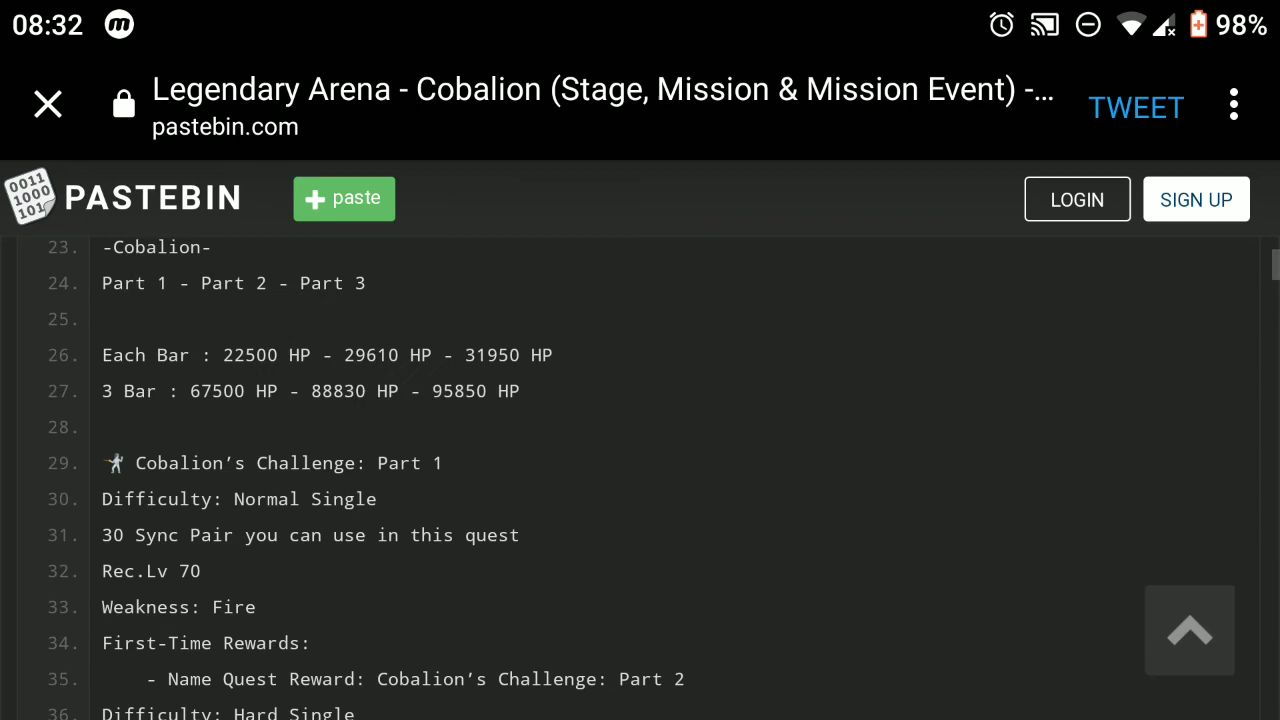 08:32
98%
Legendary Arena - Cobalion (Stage, Mission & Mission Event) -...
pastebin.com
TWEET
0011
1000
101
PASTEBIN
+ paste
LOGIN
SIGN UP
23. -Cobalion-
24. Part 1 - Part 2 - Part 3
25.
26. Each Bar : 22500 HP - 29610 HP - 31950 HP
27. 3 Bar : 67500 HP - 88830 HP - 95850 HP
28.
29. 🤺 Cobalion’s Challenge: Part 1
30. Difficulty: Normal Single
31. 30 Sync Pair you can use in this quest
32. Rec.Lv 70
33. Weakness: Fire
34. First-Time Rewards:
35. - Name Quest Reward: Cobalion’s Challenge: Part 2
36. Difficulty: Hard Single